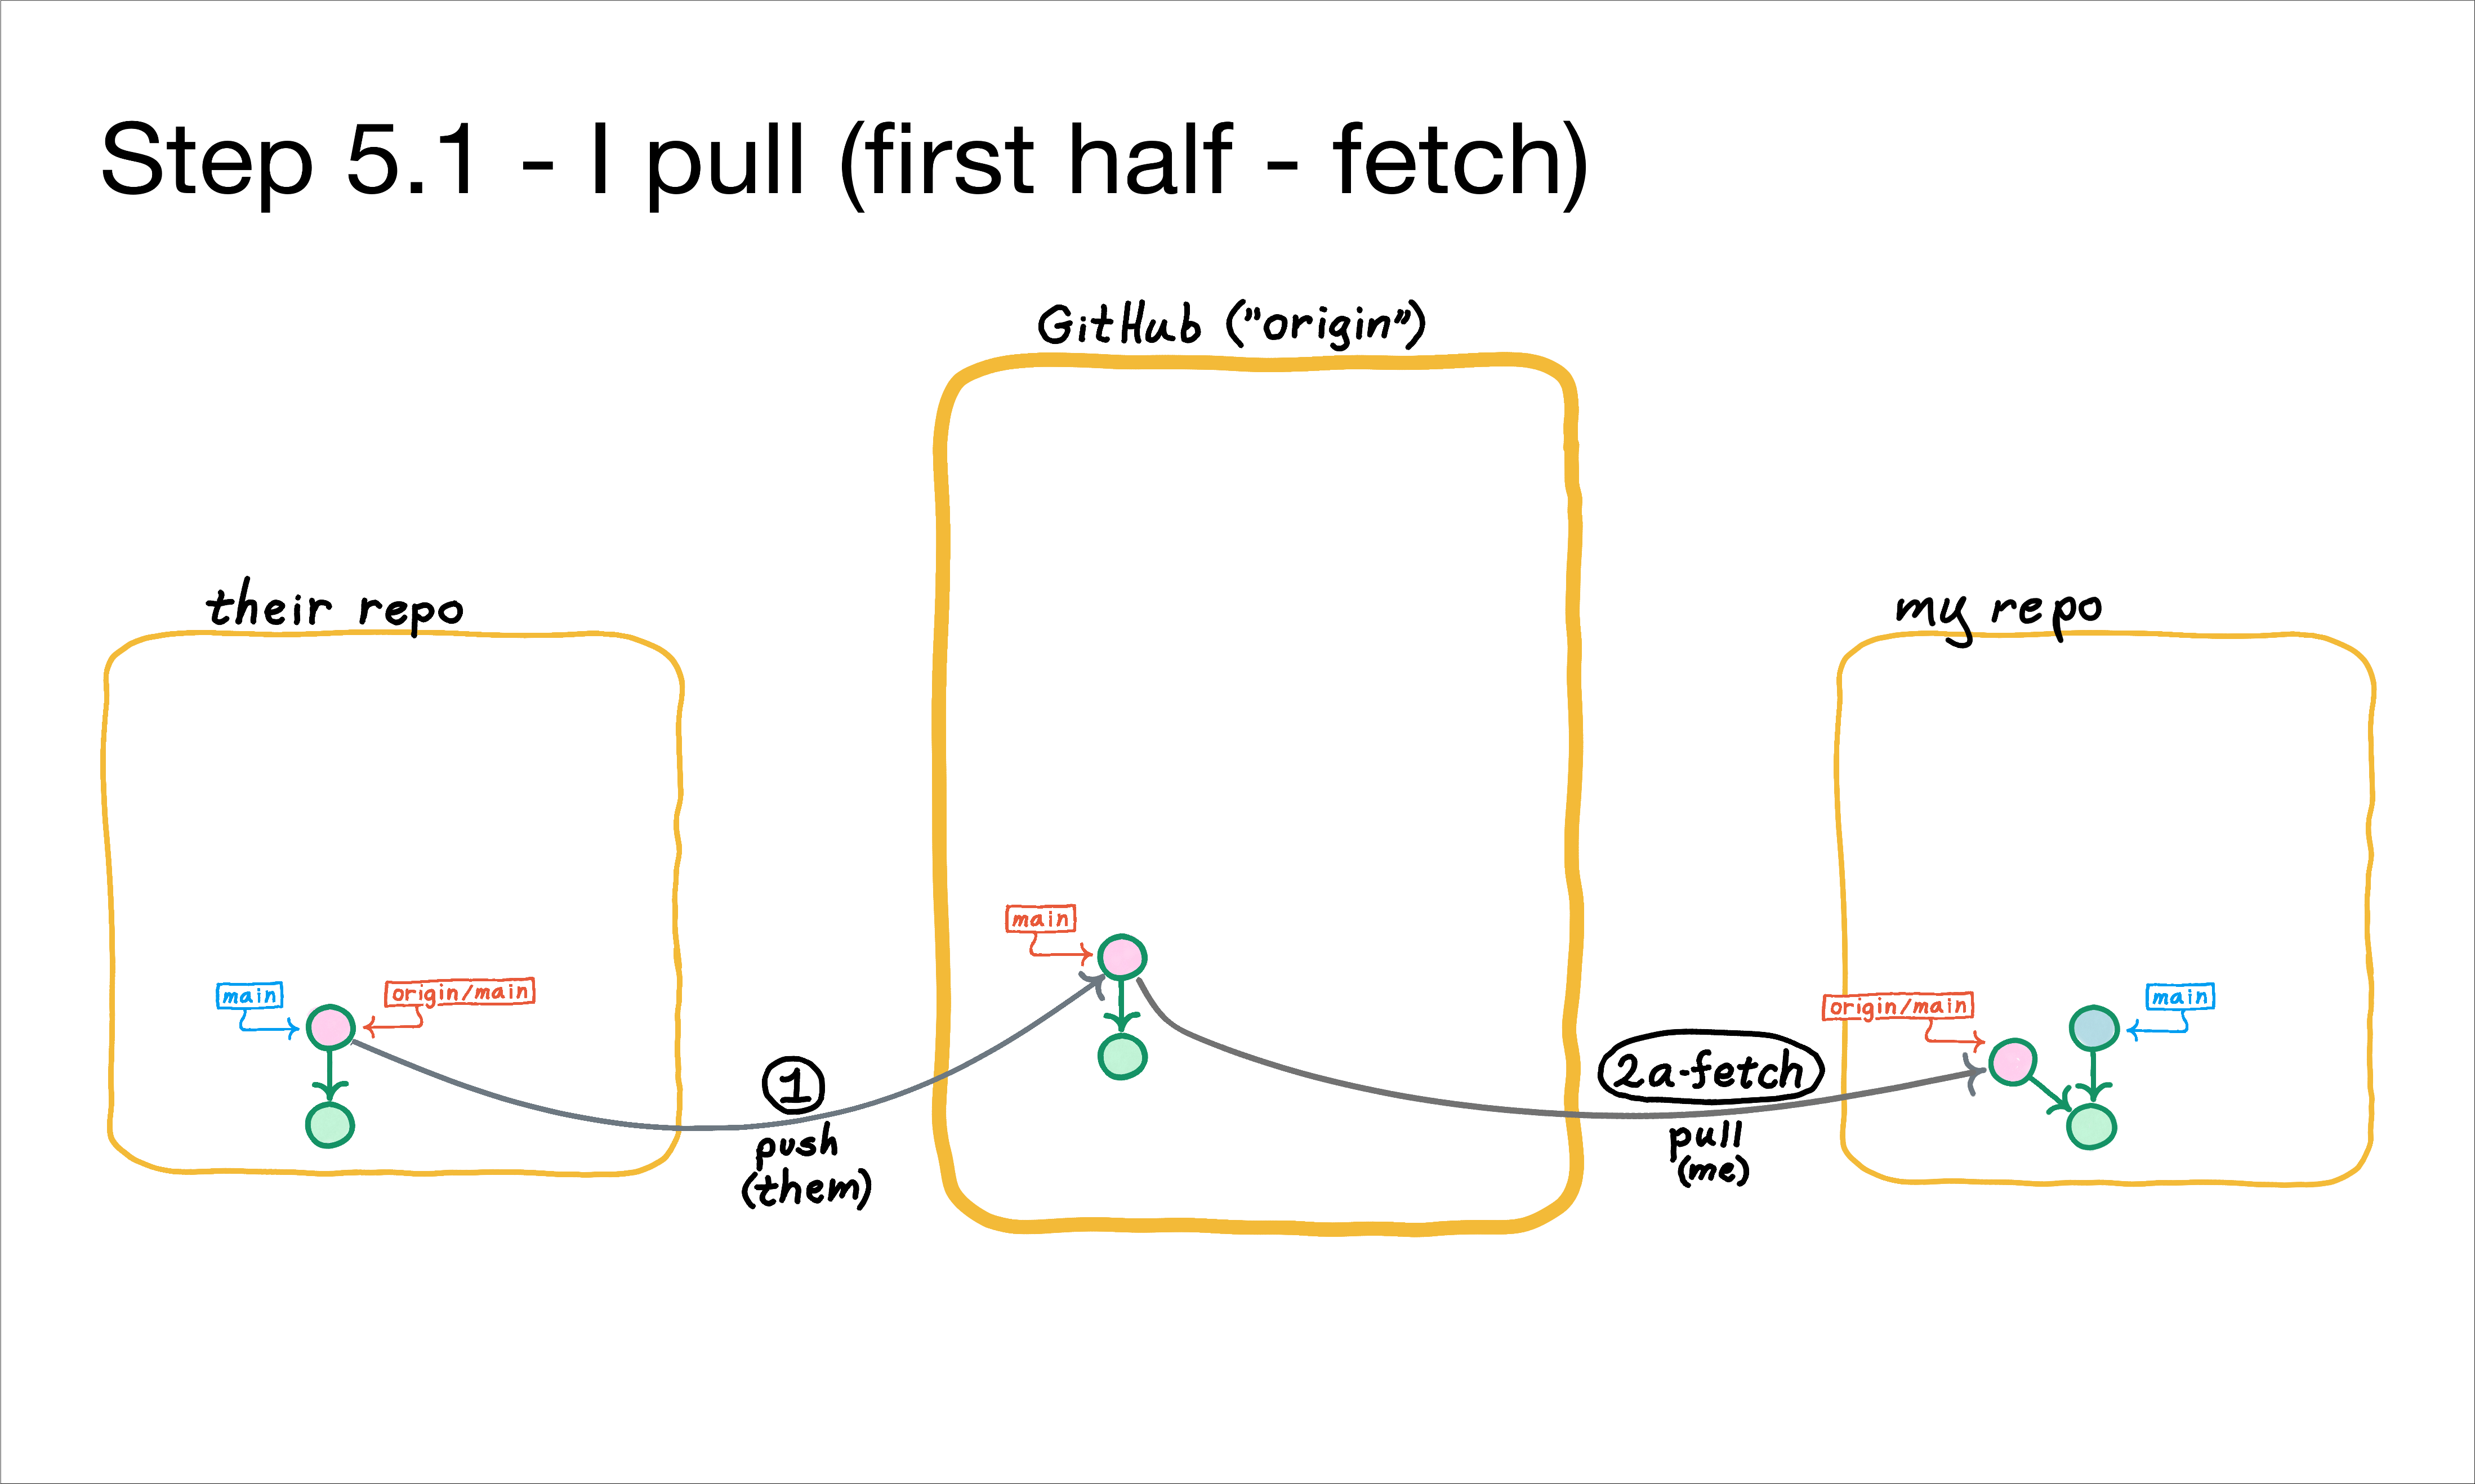 Step 5.1 - I pull (first half - fetch)
GitHub ("origin")
their repo
my repo
main
main
origin/main
origin/main
main
1
push
(them)
2a-fetch
pull
(me)